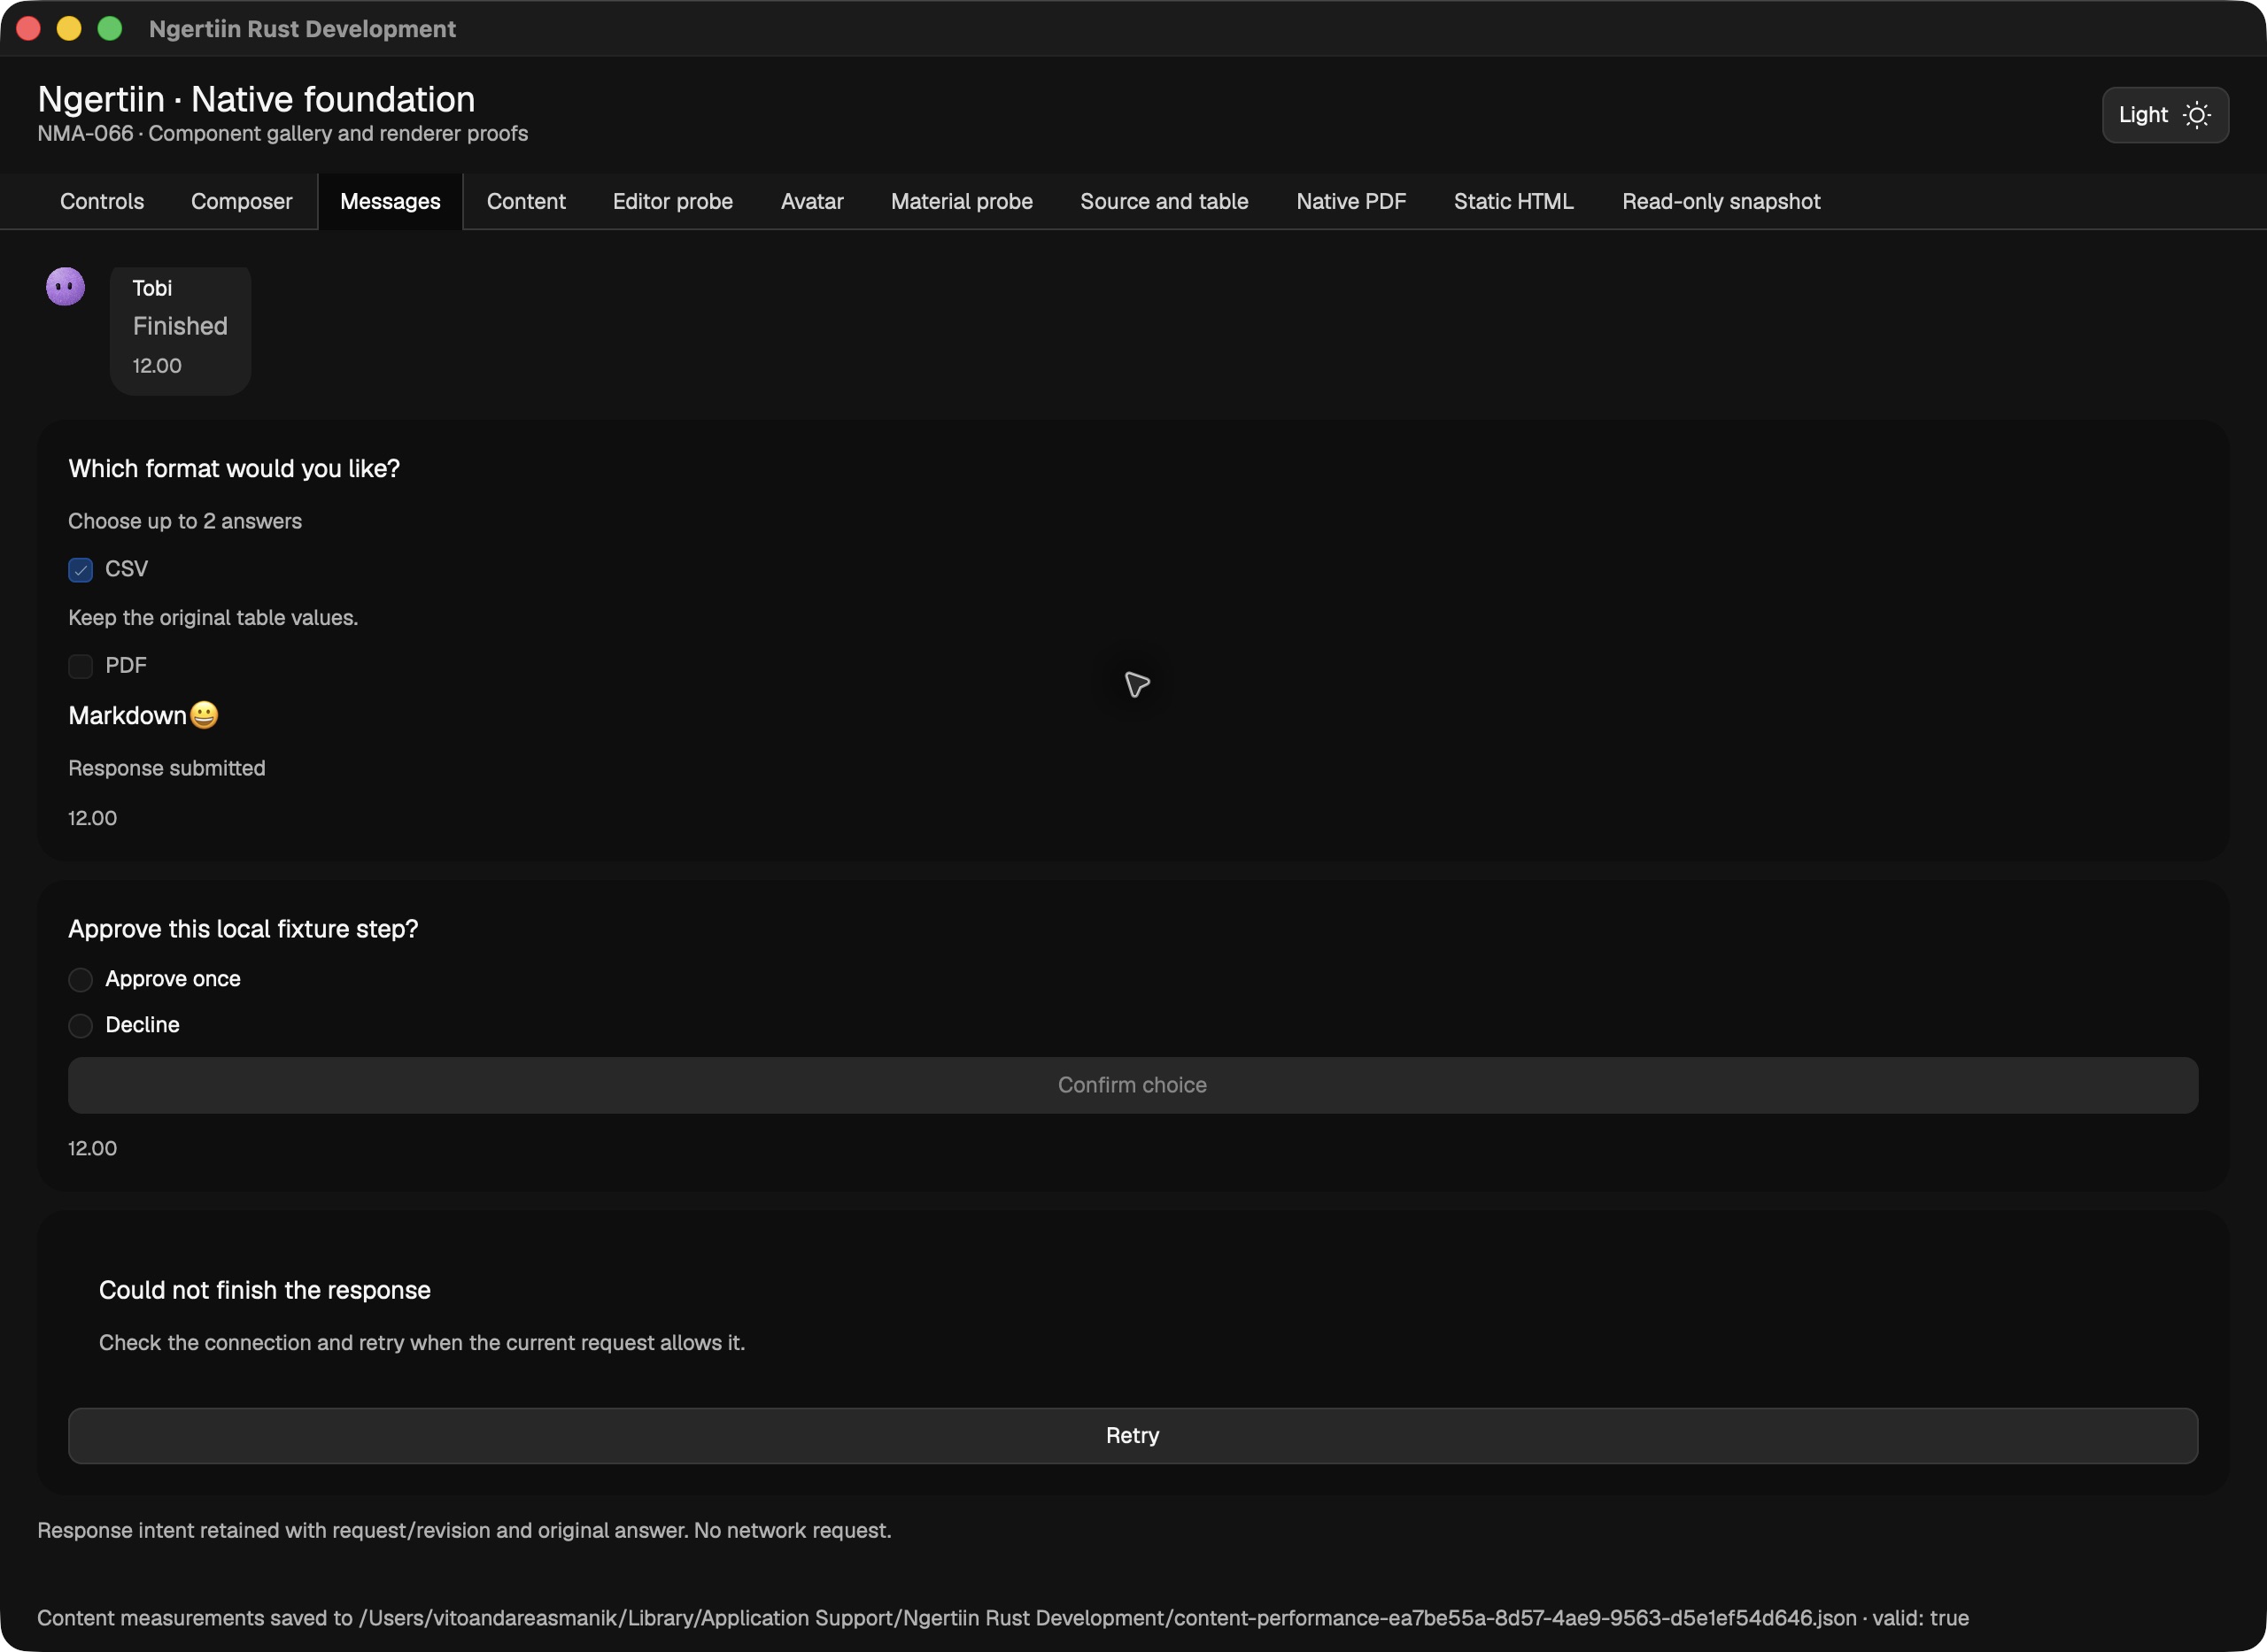 Ngertiin Rust Development
Ngertiin · Native foundation
NMA-066 · Component gallery and renderer proofs
Light
Controls Composer Messages Content Editor probe Avatar Material probe Source and table Native PDF Static HTML Read-only snapshot
Tobi
Finished
12.00
Which format would you like?
Choose up to 2 answers
CSV
Keep the original table values.
PDF
Markdown😀
Response submitted
12.00
Approve this local fixture step?
Approve once
Decline
Confirm choice
12.00
Could not finish the response
Check the connection and retry when the current request allows it.
Retry
Response intent retained with request/revision and original answer. No network request.
Content measurements saved to /Users/vitoandareasmanik/Library/Application Support/Ngertiin Rust Development/content-performance-ea7be55a-8d57-4ae9-9563-d5e1ef54d646.json · valid: true